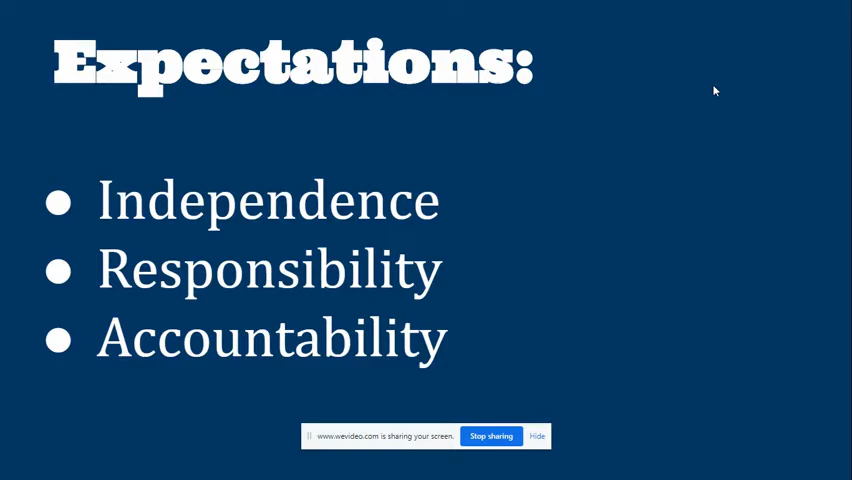 Expectations:
● Independence
● Responsibility
● Accountability
www.wevideo.com is sharing your screen. Stop sharing Hide